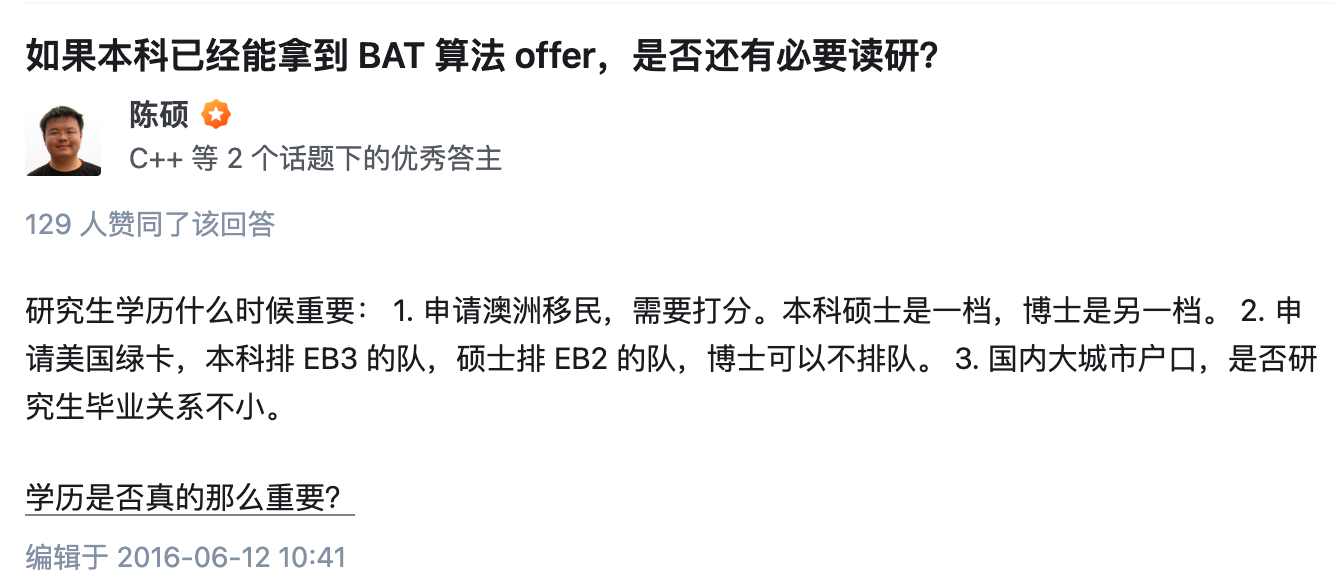 如果本科已经能拿到 BAT 算法 offer，是否还有必要读研?
陈硕
C++ 等 2 个话题下的优秀答主
129 人赞同了该回答
研究生学历什么时候重要： 1. 申请澳洲移民，需要打分。本科硕士是一档，博士是另一档。 2. 申
请美国绿卡，本科排 EB3 的队，硕士排 EB2 的队，博士可以不排队。 3. 国内大城市户口，是否研
究生毕业关系不小。
学历是否真的那么重要？
编辑于 2016-06-12 10:41